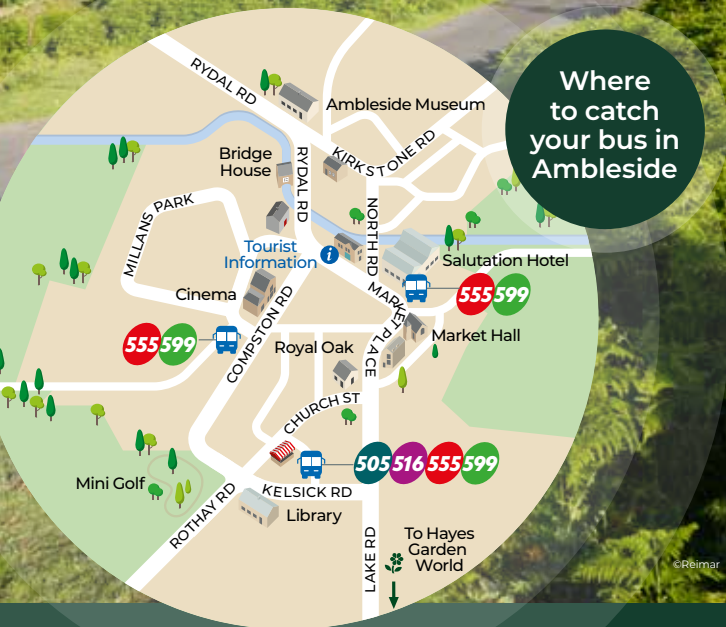 Where
to catch
your bus in
Ambleside
RYDAL RD
Ambleside Museum
KIRKSTONE RD
Bridge
House
RYDAL RD
MILLANS PARK
NORTH RD
Tourist
Information
i
Salutation Hotel
Cinema
555 599
MARKET PLACE
Market Hall
555 599
COMPSTON RD
Royal Oak
CHURCH ST
505 516 555 599
Mini Golf
KELSICK RD
ROTHAY RD
Library
LAKE RD
To Hayes
Garden
World
©Reimar